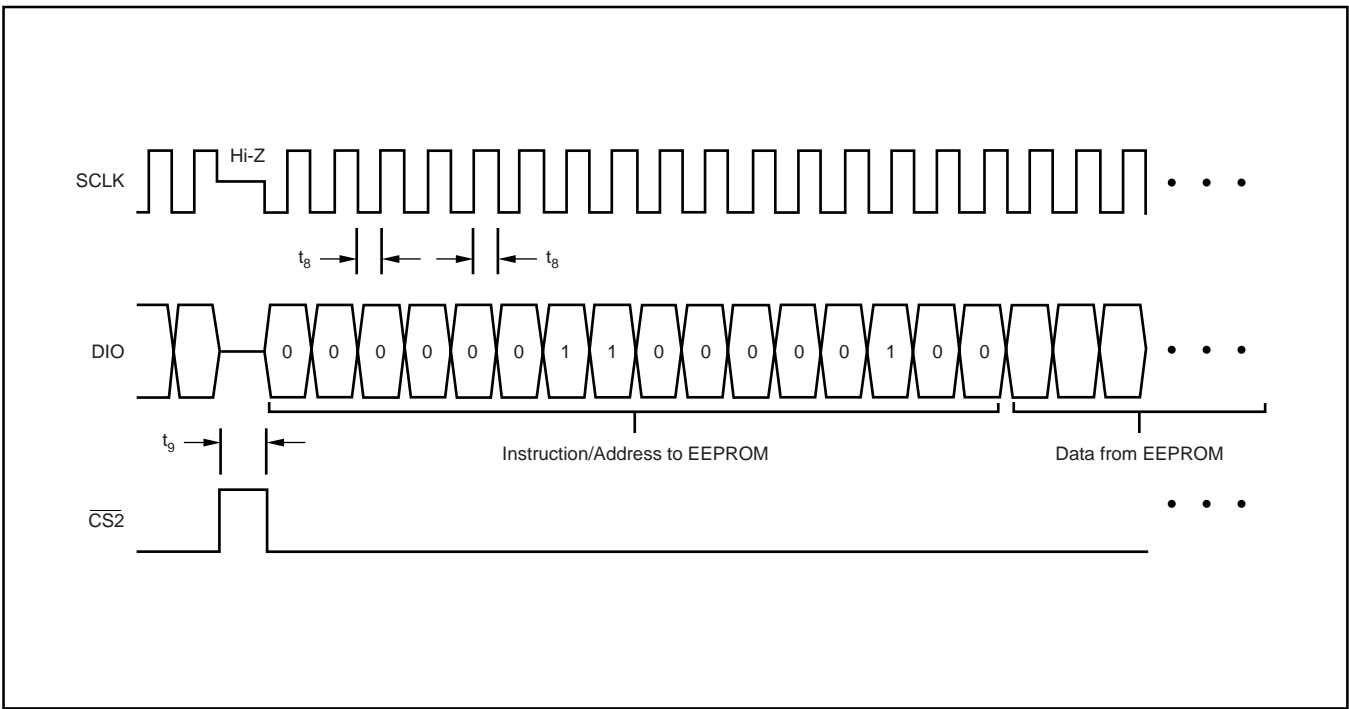 Hi-Z
SCLK
t8 t8
DIO 0 0 0 0 0 0 1 1 0 0 0 0 0 1 0 0
t9
Instruction/Address to EEPROM Data from EEPROM
CS2